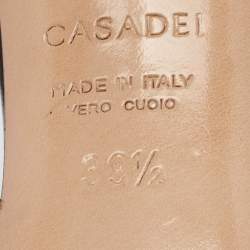 CASADEI
MADE IN ITALY
VERO CUOIO
39½